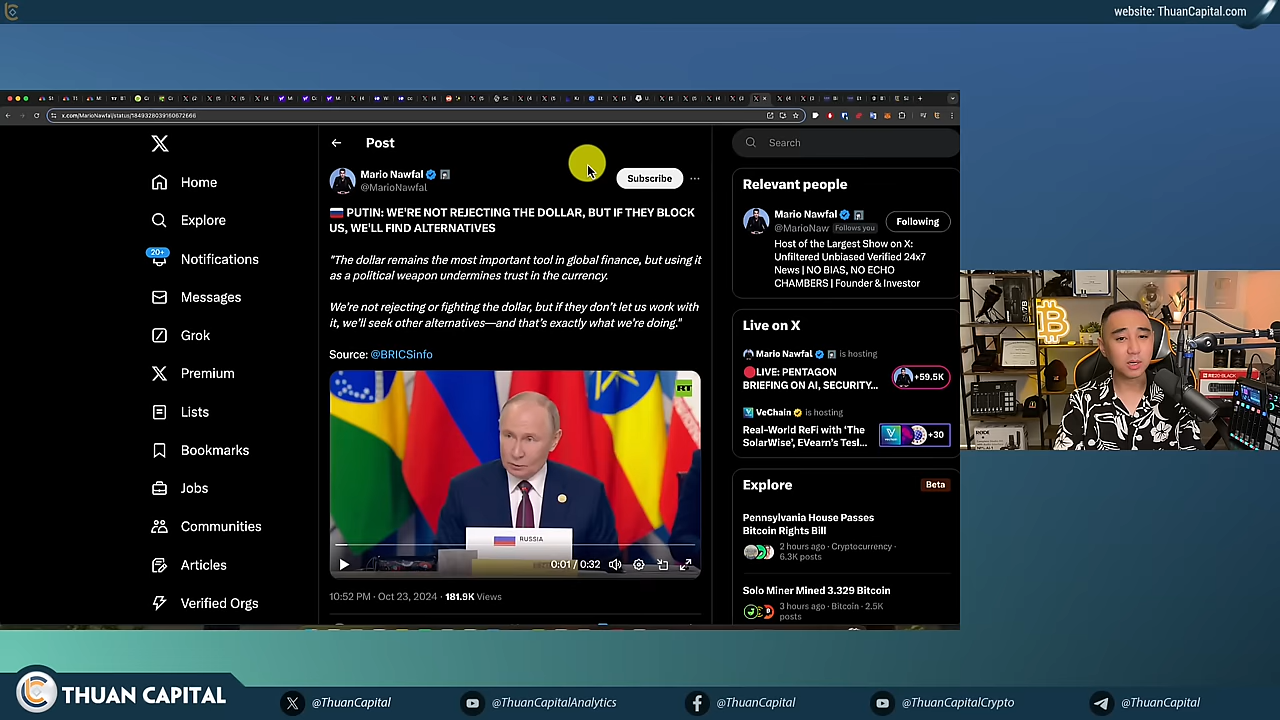 website: ThuanCapital.com
x.com/MarioNawfal/status/1849328039160672666
Home
Explore
20+
Notifications
Messages
Grok
Premium
Lists
Bookmarks
Jobs
Communities
Articles
Verified Orgs
Post
Mario Nawfal
@MarioNawfal
Subscribe
PUTIN: WE'RE NOT REJECTING THE DOLLAR, BUT IF THEY BLOCK
US, WE'LL FIND ALTERNATIVES
"The dollar remains the most important tool in global finance, but using it
as a political weapon undermines trust in the currency.
We're not rejecting or fighting the dollar, but if they don't let us work with
it, we'll seek other alternatives—and that's exactly what we're doing."
Source: @BRICSinfo
RT
RUSSIA
0:01 / 0:32
10:52 PM · Oct 23, 2024 · 181.9K Views
Search
Relevant people
Mario Nawfal
@MarioNaw Follows you
Following
Host of the Largest Show on X:
Unfiltered Unbiased Verified 24x7
News | NO BIAS, NO ECHO
CHAMBERS | Founder & Investor
Live on X
Mario Nawfal is hosting
LIVE: PENTAGON
BRIEFING ON AI, SECURITY...
+59.5K
VeChain is hosting
Real-World ReFi with 'The
SolarWise', EVearn's Tesl...
+30
Explore
Beta
Pennsylvania House Passes
Bitcoin Rights Bill
2 hours ago · Cryptocurrency ·
6.3K posts
Solo Miner Mined 3.329 Bitcoin
3 hours ago · Bitcoin · 2.5K
posts
THUAN CAPITAL
@ThuanCapital
@ThuanCapitalAnalytics
@ThuanCapital
@ThuanCapitalCrypto
@ThuanCapital